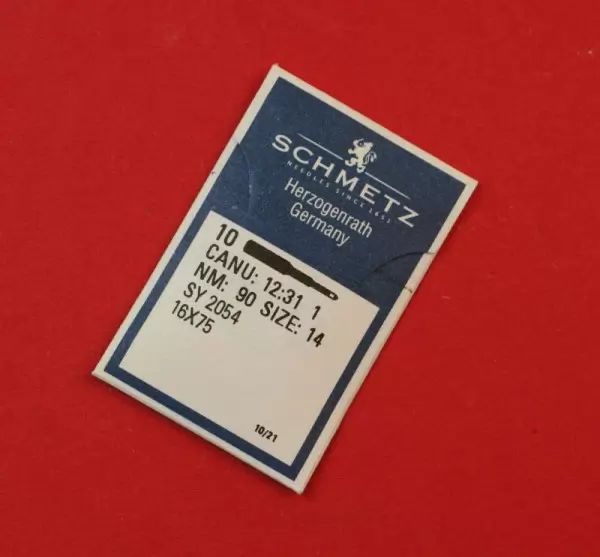 SCHMETZ
NEEDLES SINCE 1851
Herzogenrath
Germany
10
CANU: 12:31 1
NM: 90 SIZE: 14
SY 2054
16X75
10/21